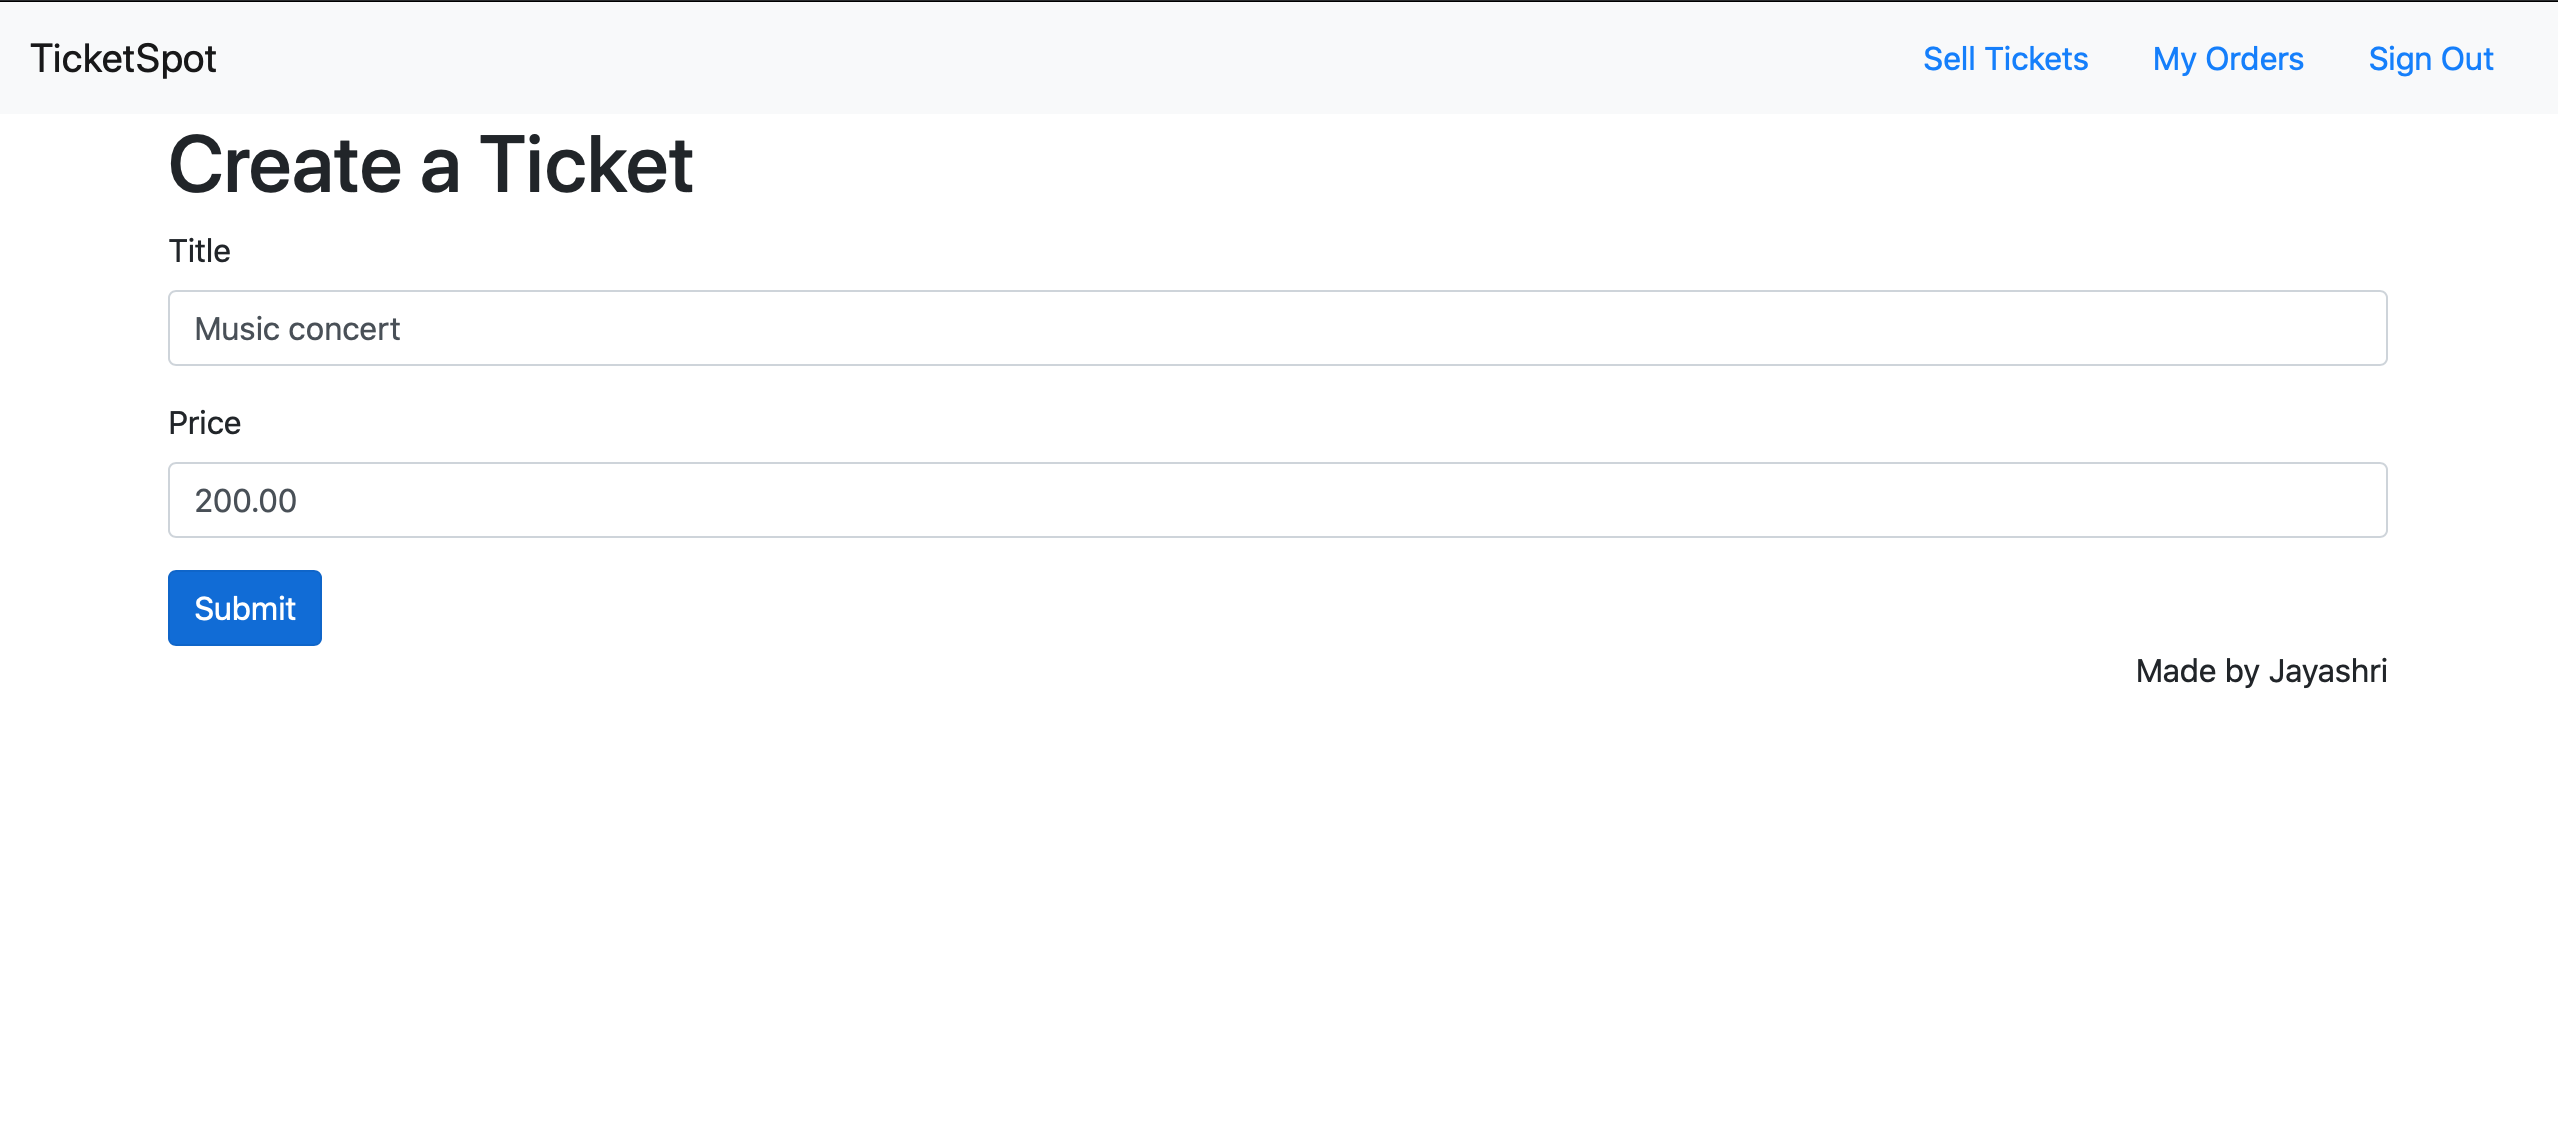 TicketSpot Sell Tickets My Orders Sign Out
Create a Ticket
Title
Music concert
Price
200.00
Submit
Made by Jayashri